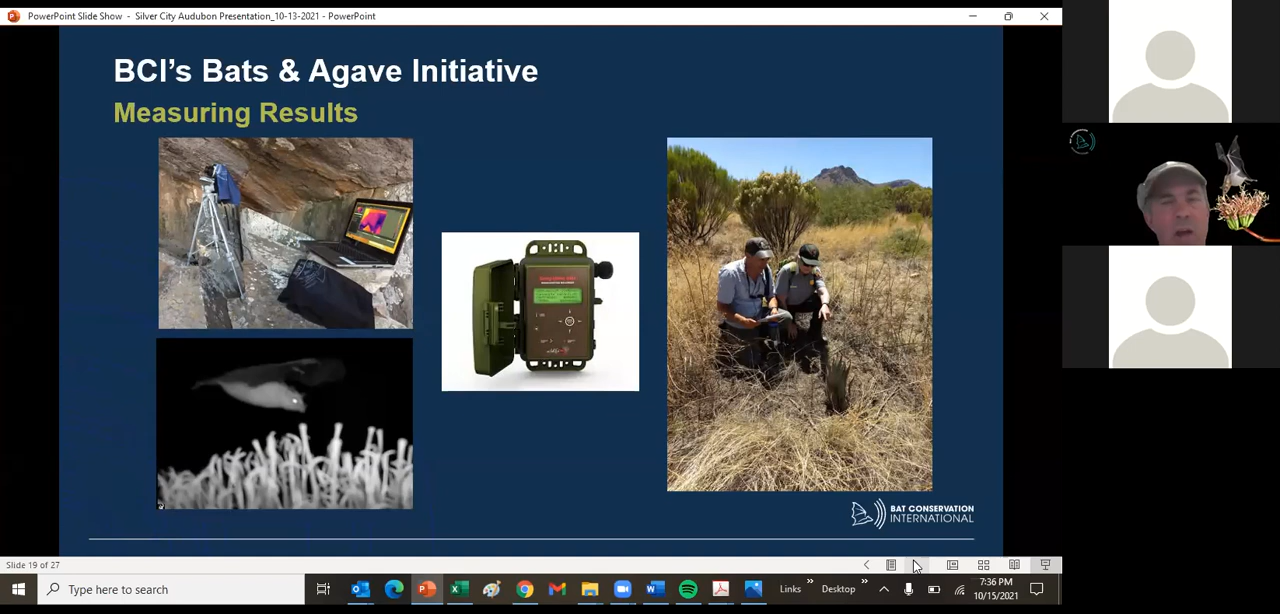 PowerPoint Slide Show - Silver City Audubon Presentation_10-13-2021 - PowerPoint
BCI's Bats & Agave Initiative
Measuring Results
BAT CONSERVATION
INTERNATIONAL
Slide 19 of 27
Type here to search
Links
Desktop
7:36 PM
10/15/2021